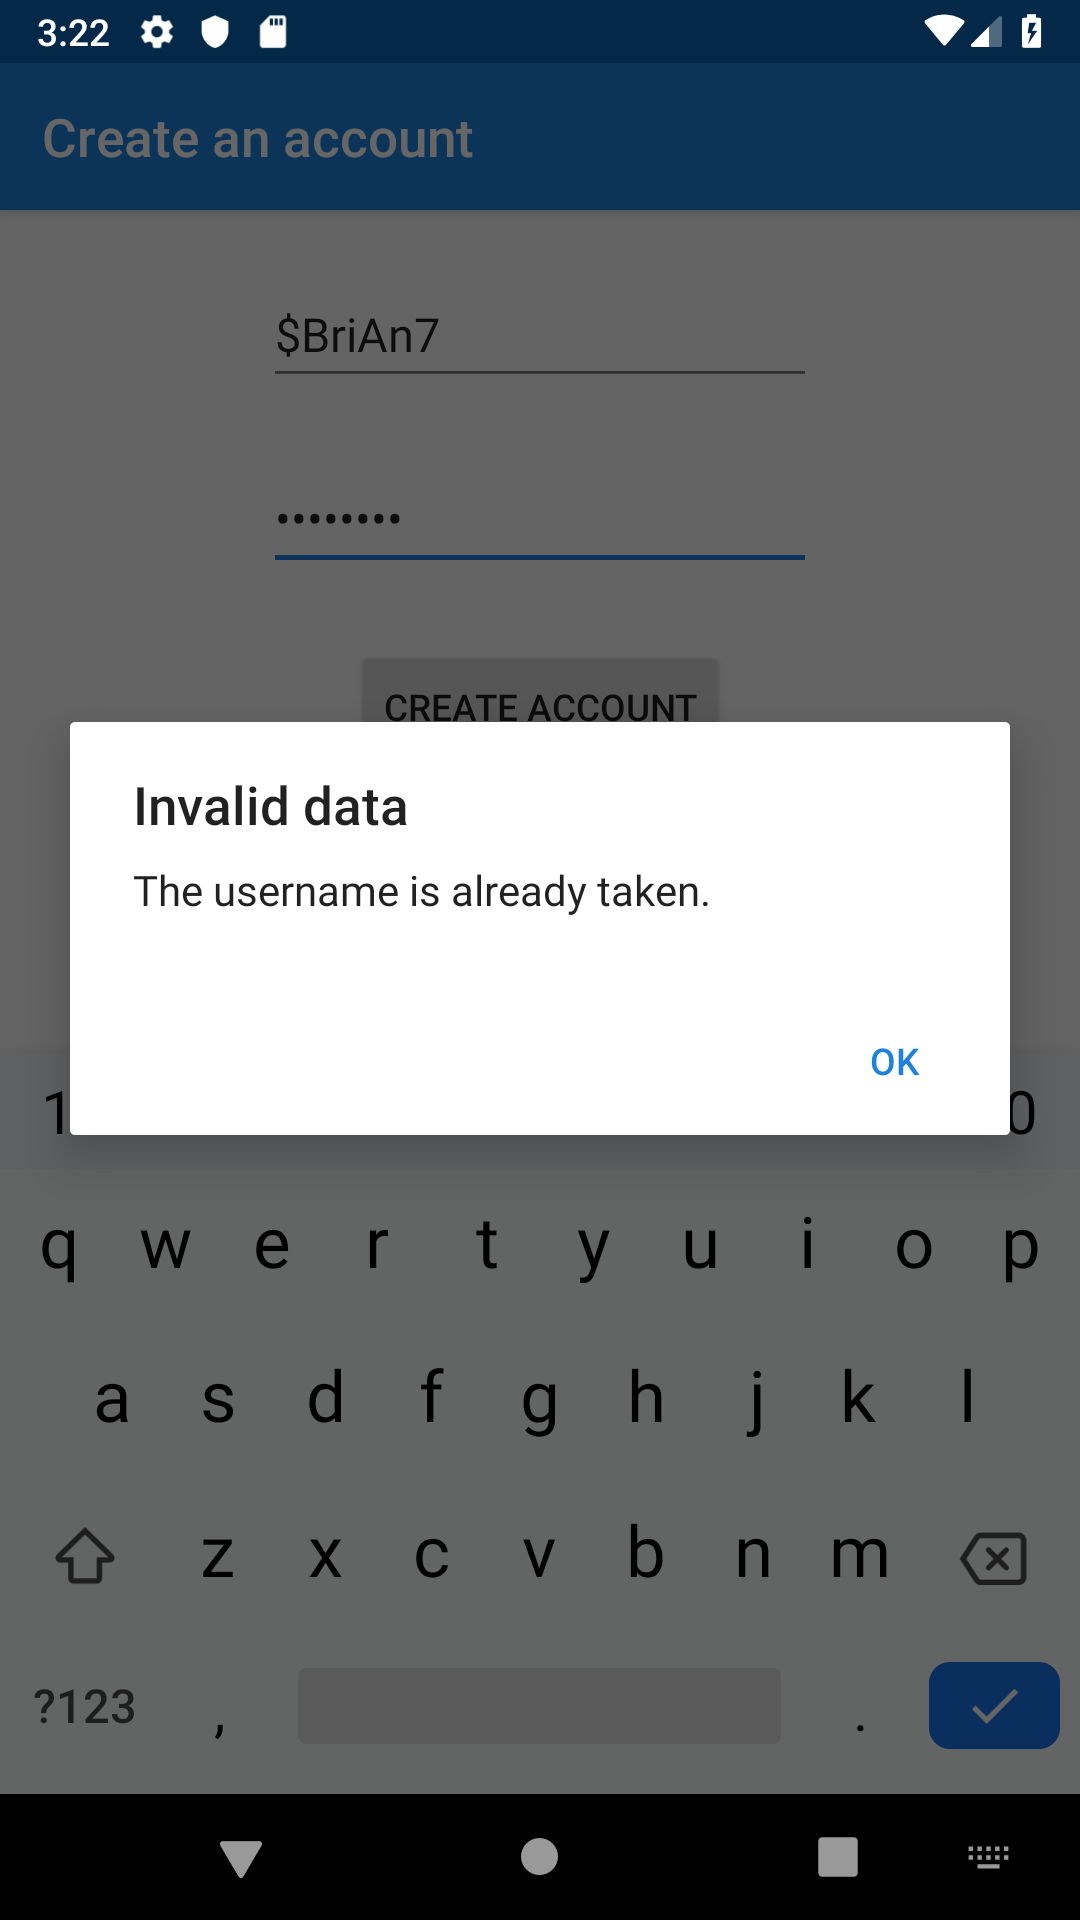 3:22
Create an account
$BriAn7
••••••••
CREATE ACCOUNT
Invalid data
The username is already taken.
OK
1 0
q w e r t y u i o p
a s d f g h j k l
z x c v b n m
?123 , .